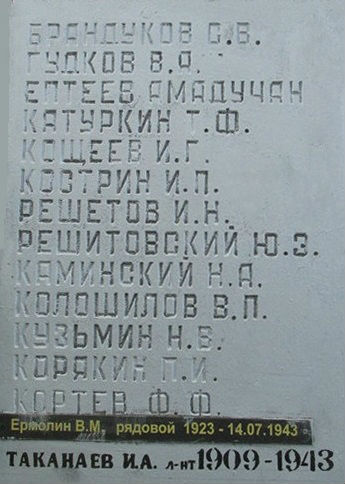 БРАНДУКОВ С.В.
ГУДКОВ В.А.
ЕПТЕЕВ АМАДУЧАН
КАТУРКИН Т.Ф.
КОЩЕЕВ И.Г.
КОСТРИН И.П.
РЕШЕТОВ И.Н.
РЕШИТОВСКИЙ Ю.З.
КАМИНСКИЙ Н.А.
КОЛОШИЛОВ В.П.
КУЗЬМИН Н.В.
КОРЯКИН П.И.
КОРТЕВ Ф.Ф.
Ермолин В.М. рядовой 1923 - 14.07.1943
ТАКАНАЕВ И.А. л-нт 1909-1943